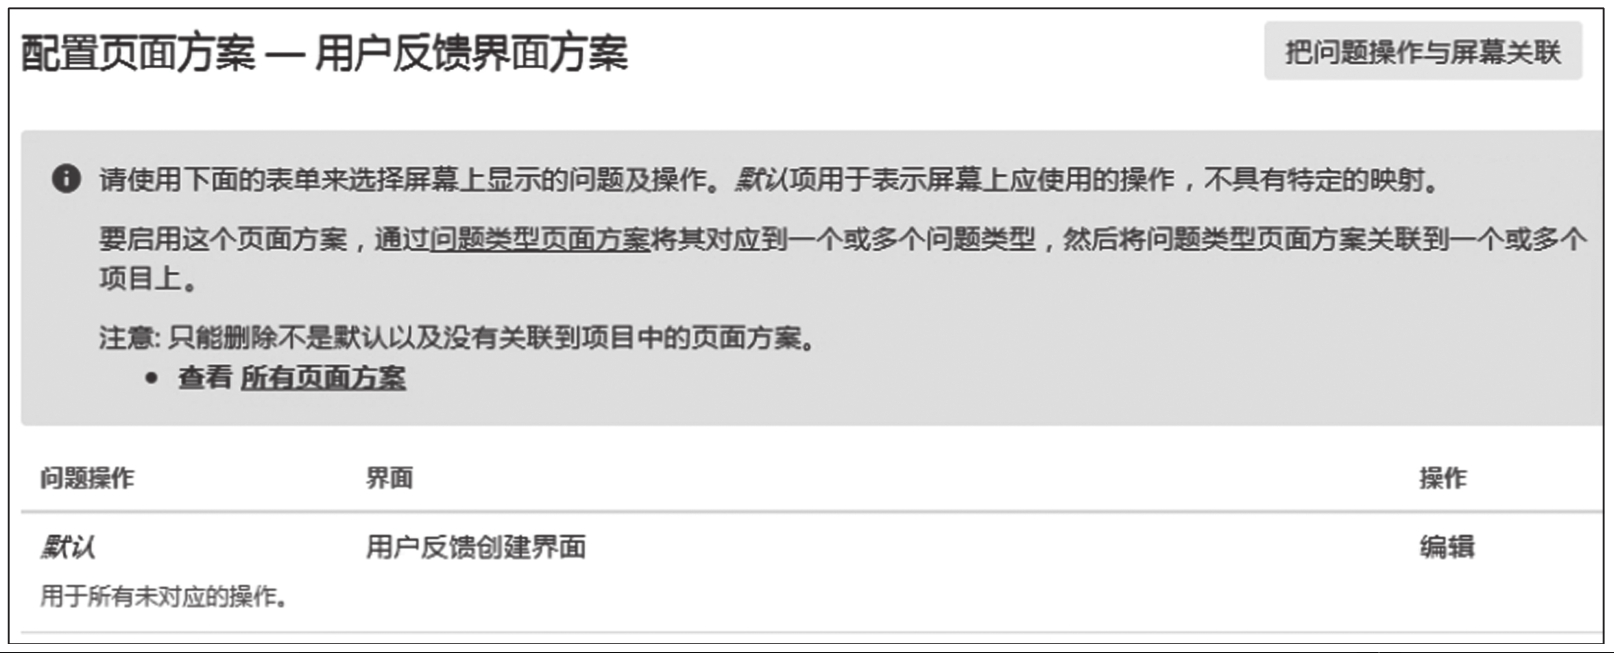 配置页面方案 — 用户反馈界面方案
把问题操作与屏幕关联
请使用下面的表单来选择屏幕上显示的问题及操作。默认项用于表示屏幕上应使用的操作，不具有特定的映射。
要启用这个页面方案，通过问题类型页面方案将其对应到一个或多个问题类型，然后将问题类型页面方案关联到一个或多个
项目上。
注意: 只能删除不是默认以及没有关联到项目中的页面方案。
• 查看 所有页面方案
问题操作 界面 操作
默认 用户反馈创建界面 编辑
用于所有未对应的操作。